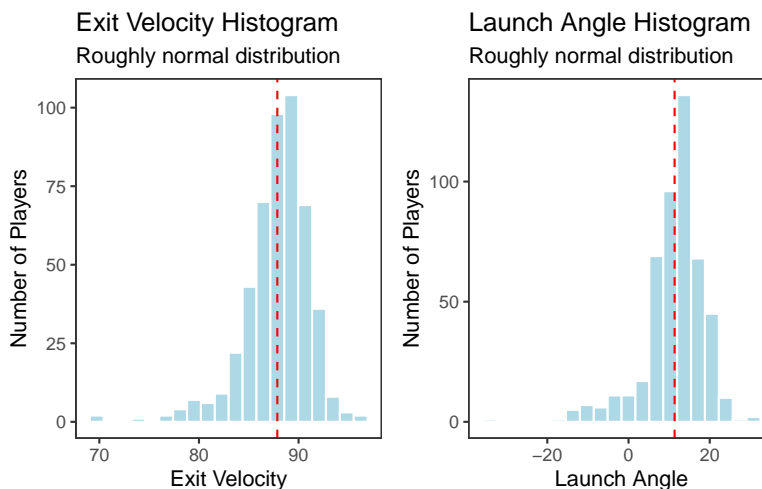 Exit Velocity Histogram
Roughly normal distribution
100
75
50
25
0
Number of Players
70 80 90
Exit Velocity
Launch Angle Histogram
Roughly normal distribution
100
50
0
Number of Players
−20 0 20
Launch Angle